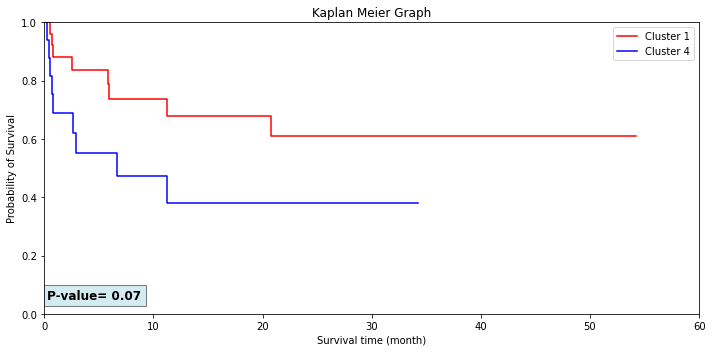 Kaplan Meier Graph
Cluster 1
Cluster 4
Probability of Survival
1.0
0.8
0.6
0.4
0.2
0.0
P-value= 0.07
0 10 20 30 40 50 60
Survival time (month)